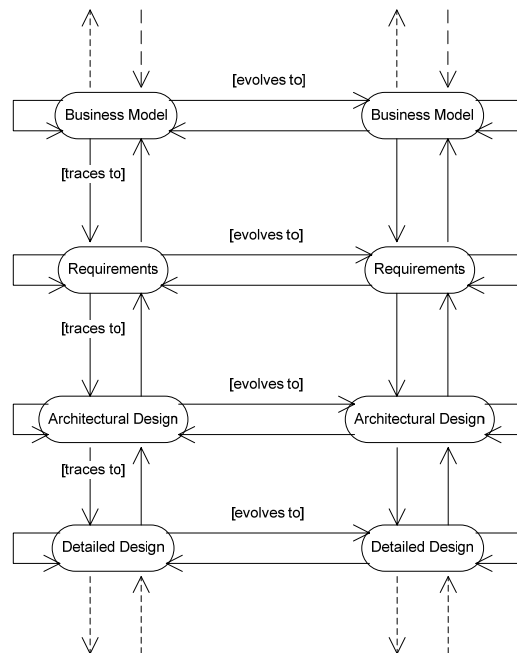 [evolves to]
Business Model
Business Model
[traces to]
[evolves to]
Requirements
Requirements
[traces to]
[evolves to]
Architectural Design
Architectural Design
[traces to]
[evolves to]
Detailed Design
Detailed Design